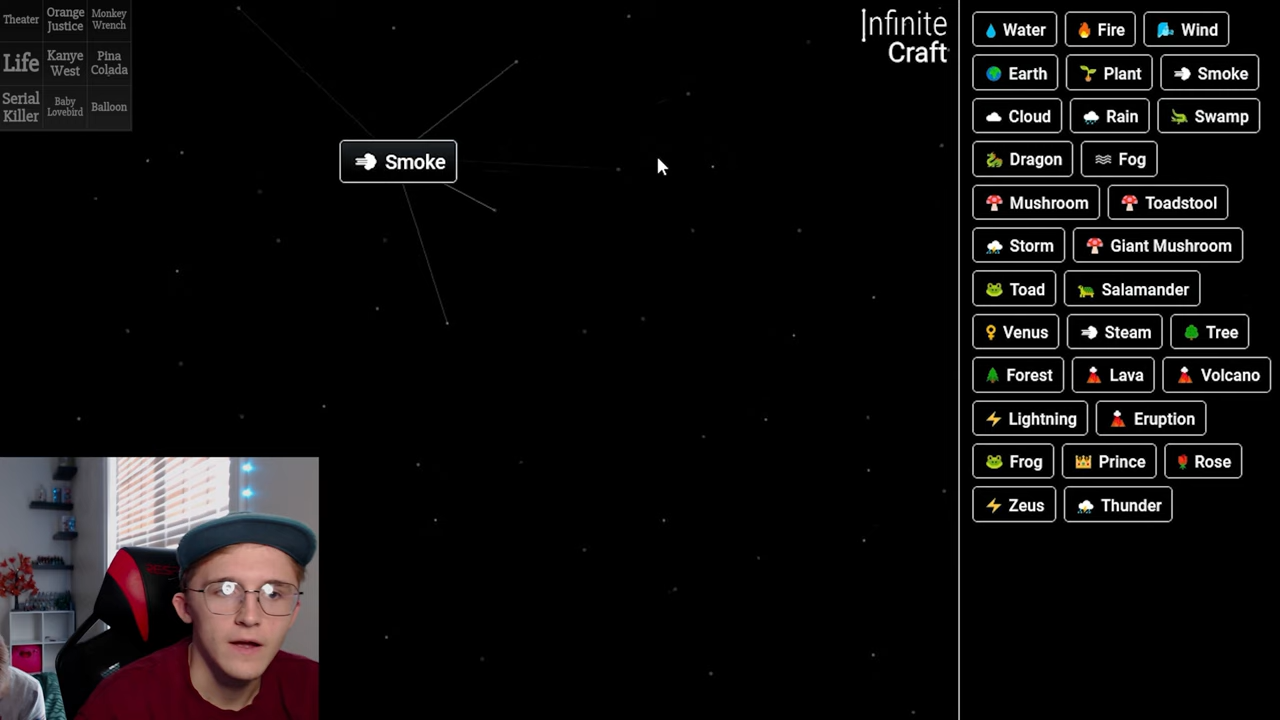 Theater Orange Justice Monkey Wrench
Life Kanye West Pina Colada
Serial Killer Baby Lovebird Balloon
Infinite
Craft
Smoke
Water Fire Wind
Earth Plant Smoke
Cloud Rain Swamp
Dragon Fog
Mushroom Toadstool
Storm Giant Mushroom
Toad Salamander
Venus Steam Tree
Forest Lava Volcano
Lightning Eruption
Frog Prince Rose
Zeus Thunder